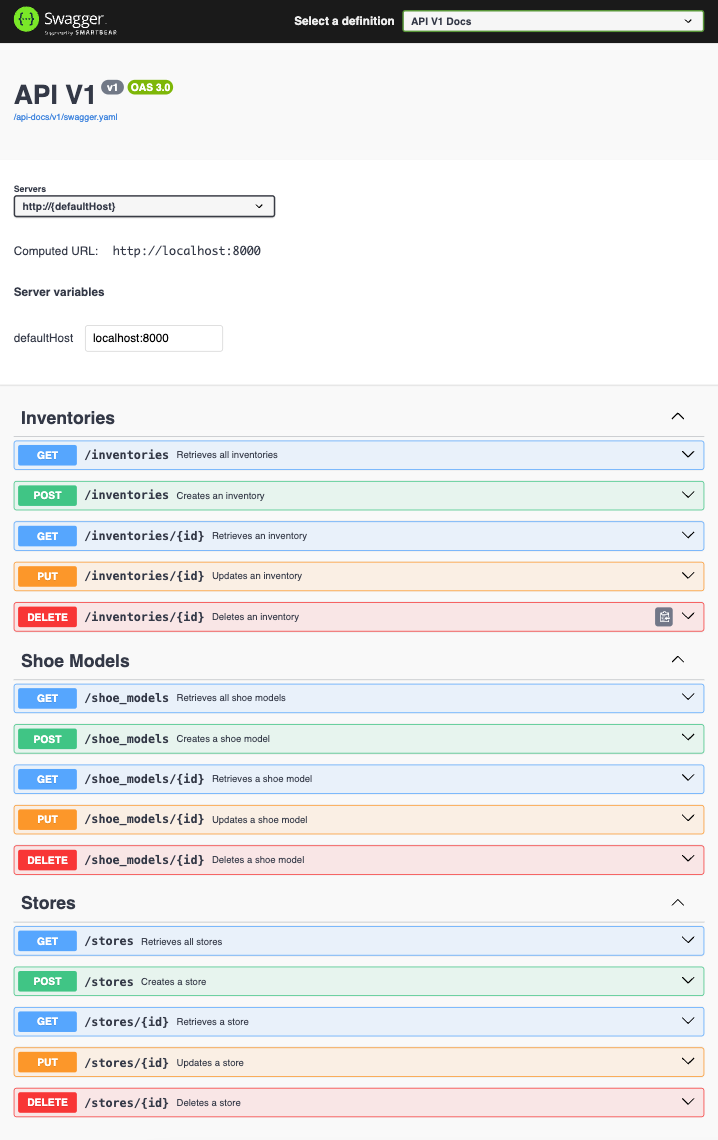 Swagger
Supported by SMARTBEAR
Select a definition
API V1 Docs
API V1 v1 OAS 3.0
/api-docs/v1/swagger.yaml
Servers
http://{defaultHost}
Computed URL: http://localhost:8000
Server variables
defaultHost localhost:8000
Inventories
GET /inventories Retrieves all inventories
POST /inventories Creates an inventory
GET /inventories/{id} Retrieves an inventory
PUT /inventories/{id} Updates an inventory
DELETE /inventories/{id} Deletes an inventory
Shoe Models
GET /shoe_models Retrieves all shoe models
POST /shoe_models Creates a shoe model
GET /shoe_models/{id} Retrieves a shoe model
PUT /shoe_models/{id} Updates a shoe model
DELETE /shoe_models/{id} Deletes a shoe model
Stores
GET /stores Retrieves all stores
POST /stores Creates a store
GET /stores/{id} Retrieves a store
PUT /stores/{id} Updates a store
DELETE /stores/{id} Deletes a store